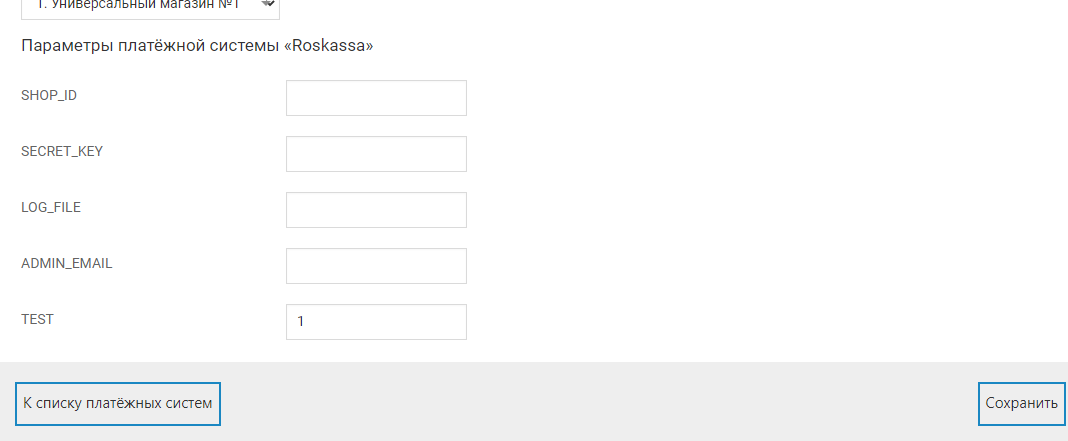 1. Универсальный магазин №1
Параметры платёжной системы «Roskassa»
SHOP_ID
SECRET_KEY
LOG_FILE
ADMIN_EMAIL
TEST 1
К списку платёжных систем Сохранить